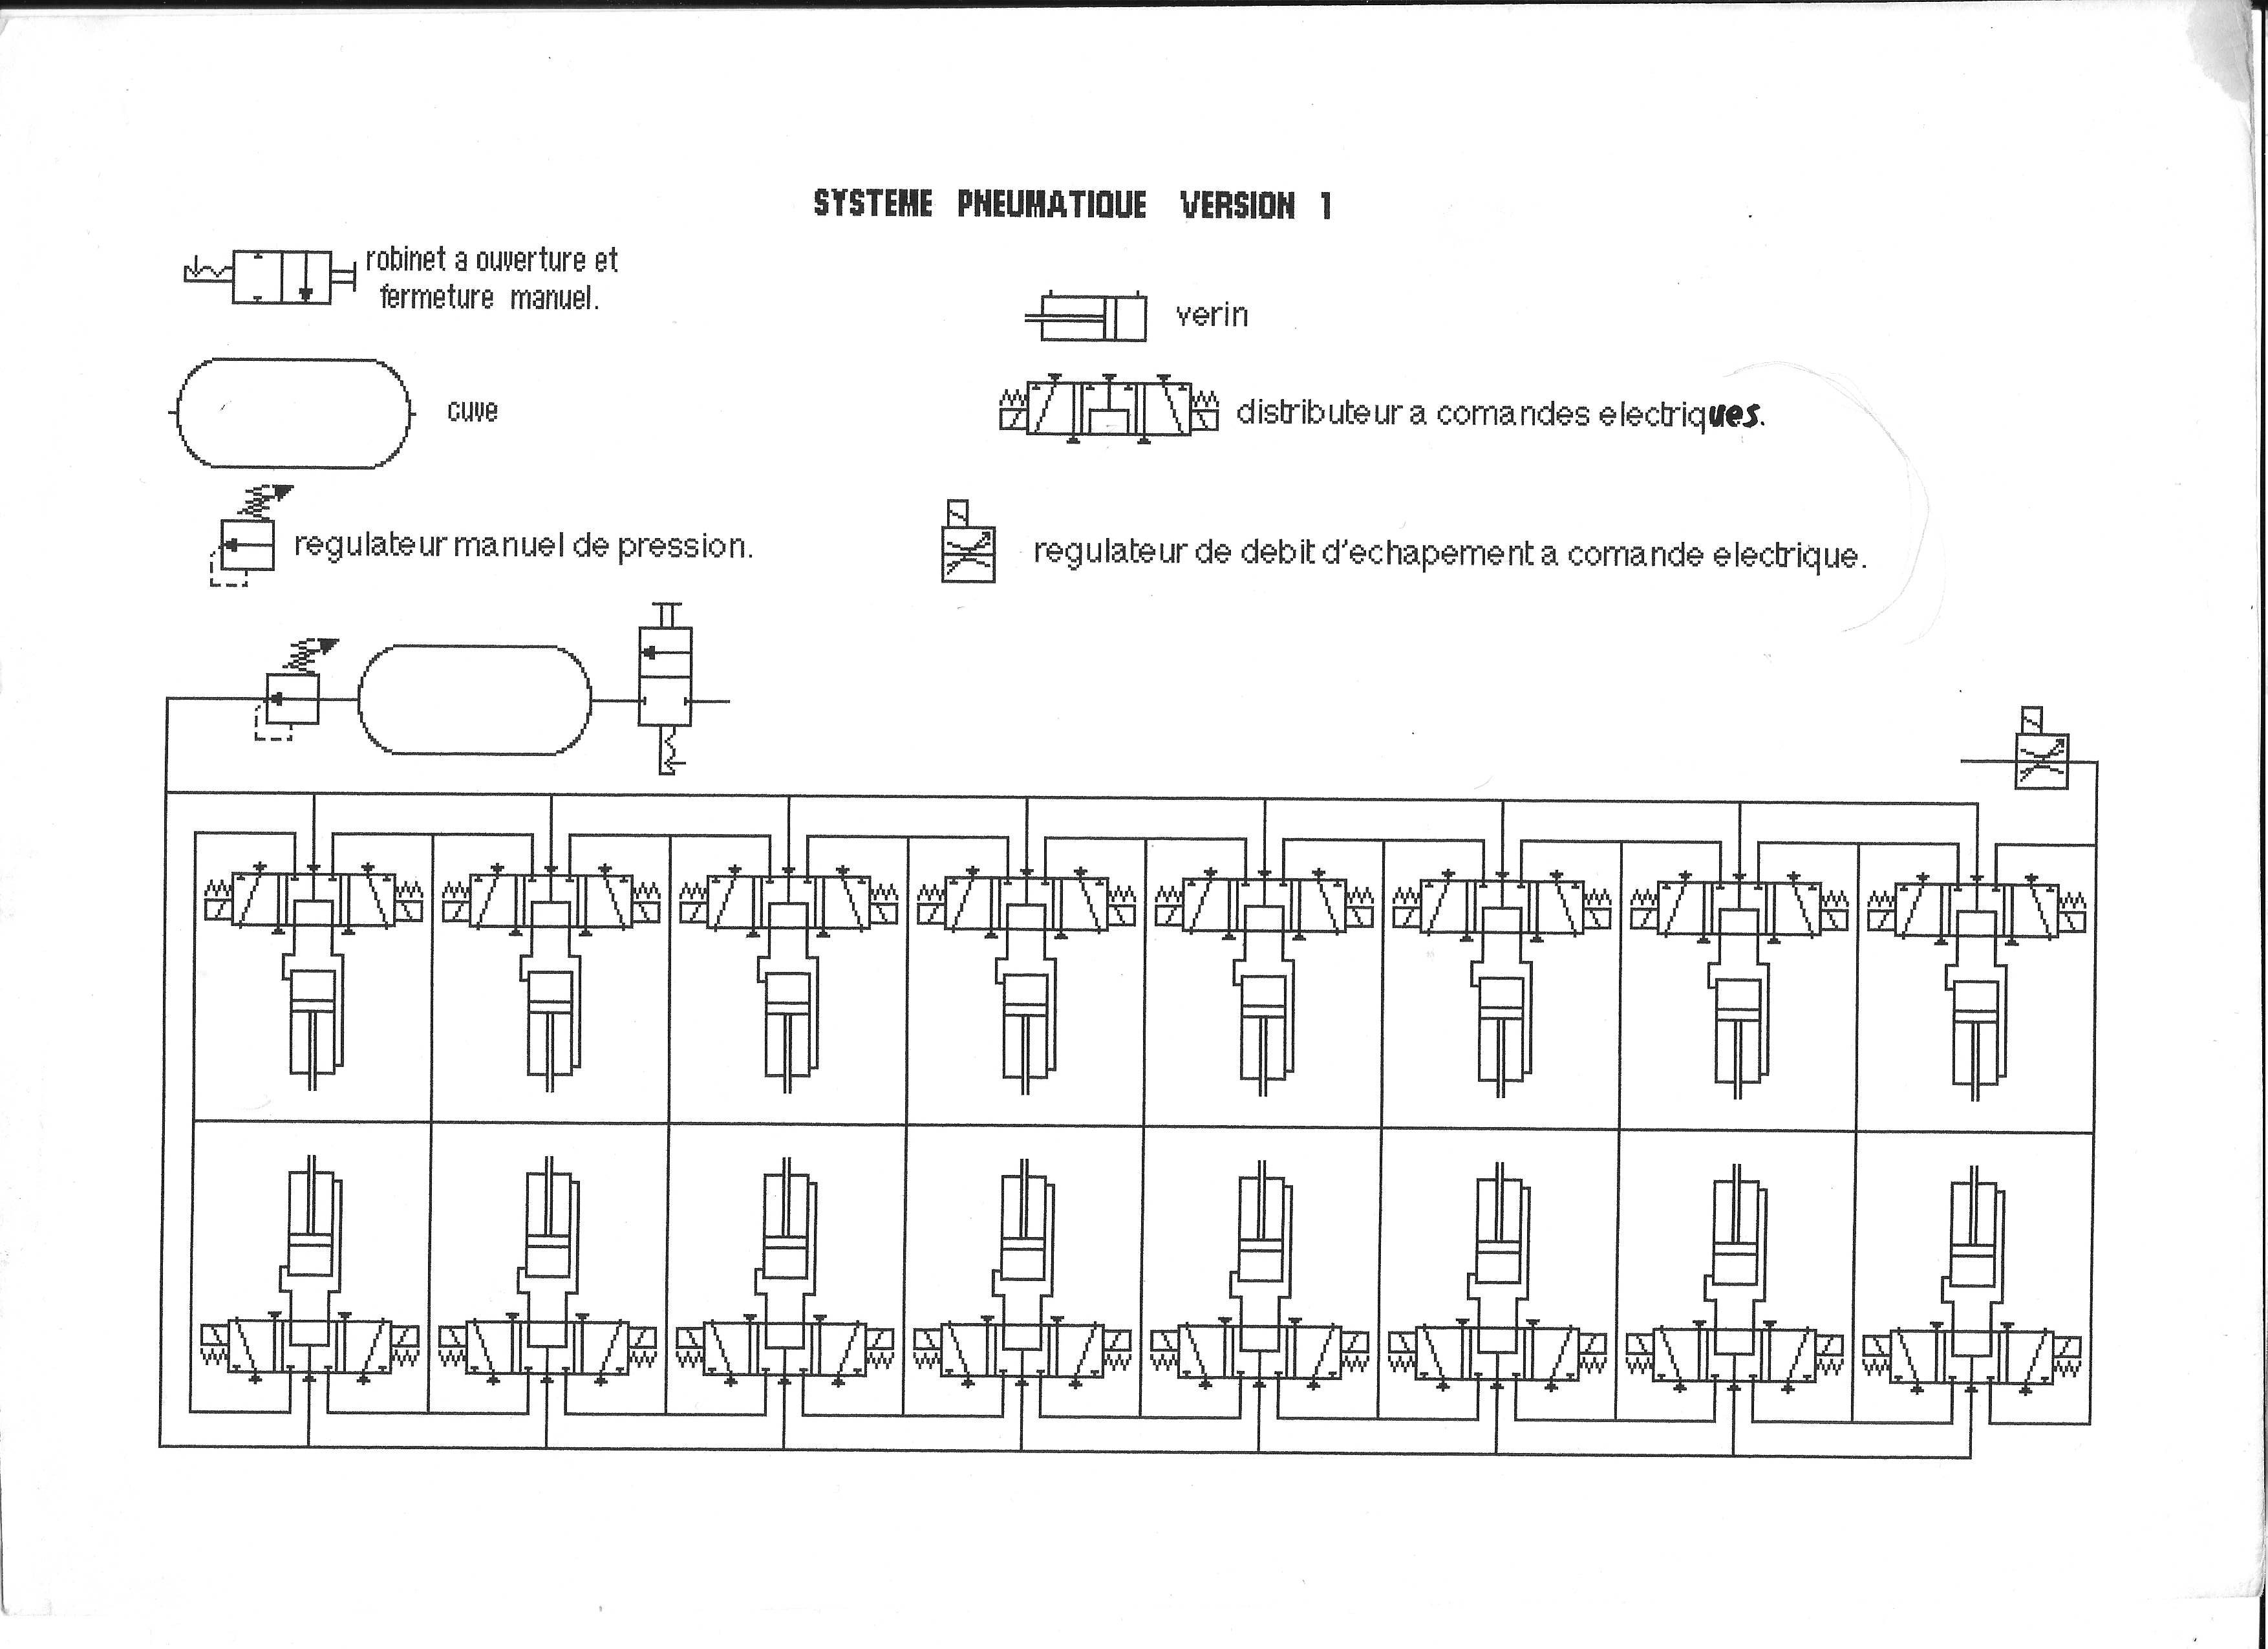 SYSTEME PNEUMATIQUE VERSION 1
robinet a ouverture et
fermeture manuel.
verin
cuve
distributeur a comandes electriques.
regulateur manuel de pression.
regulateur de debit d'echapement a comande electrique.